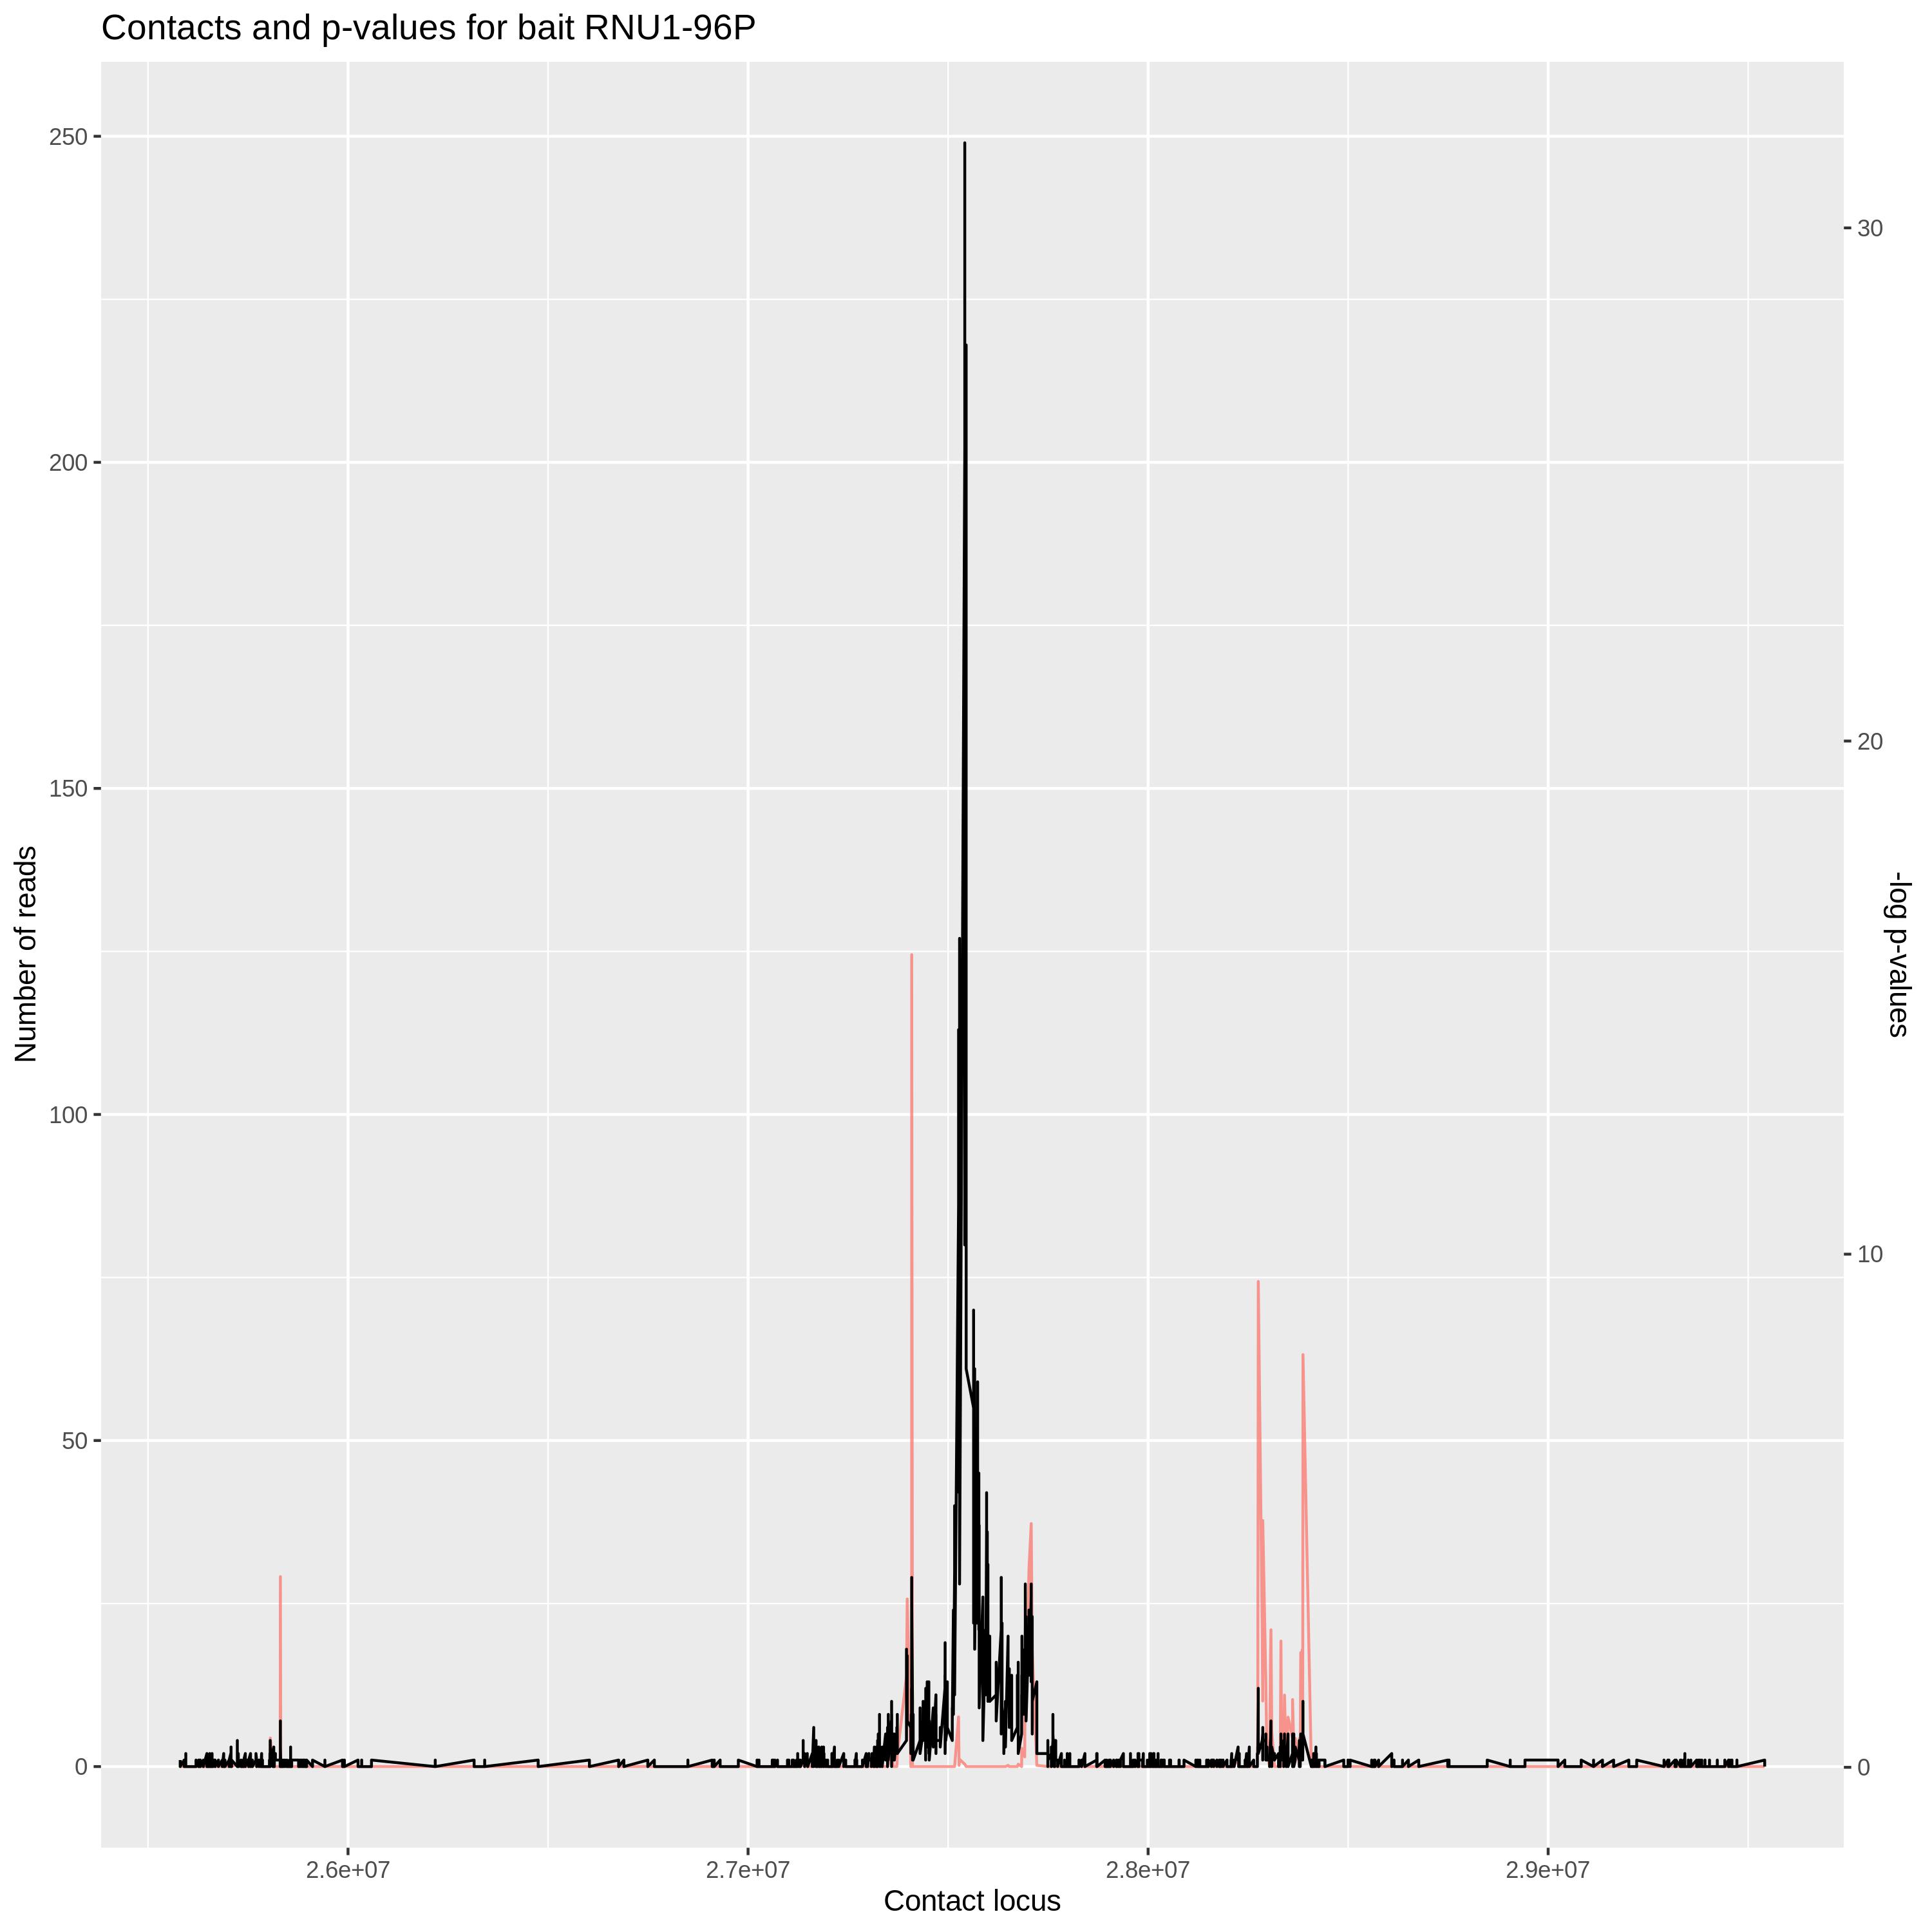 Contacts and p-values for bait RNU1-96P
250
200
150
100
50
0
Number of reads
30
20
10
0
-log p-values
2.6e+07
2.7e+07
2.8e+07
2.9e+07
Contact locus